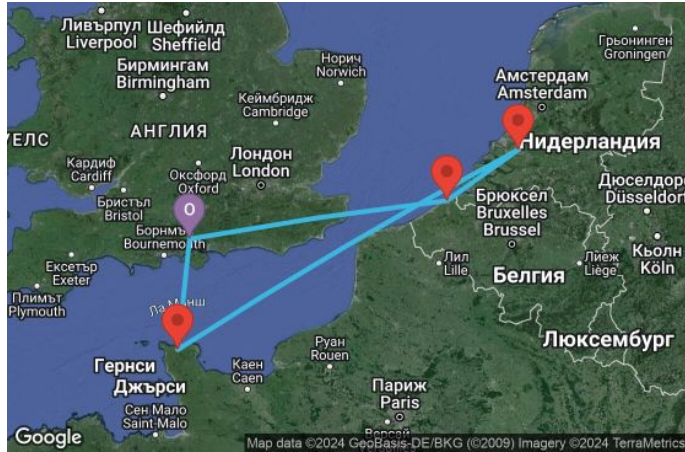 Ливърпул
Liverpool
Шефийлд
Sheffield
Норич
Norwich
Грьонинген
Groningen
Бирмингам
Birmingham
Амстердам
Amsterdam
Кеймбридж
Cambridge
УЕЛС
АНГЛИЯ
Нидерландия
Кардиф
Cardiff
Оксфорд
Oxford
Лондон
London
Бристъл
Bristol
Брюксел
Bruxelles
Brussel
Дюселдорф
Düsseldorf
0
Борнмът
Bournemouth
Лил
Lille
Лиеж
Liège
Кьолн
Köln
Ексетър
Exeter
Белгия
Плимът
Plymouth
Ла Манш
Люксембург
Гернси
Джърси
Каен
Caen
Руан
Rouen
Париж
Paris
Сен Мало
Saint-Malo
Версай
Google
Map data ©2024 GeoBasis-DE/BKG (©2009) Imagery ©2024 TerraMetrics